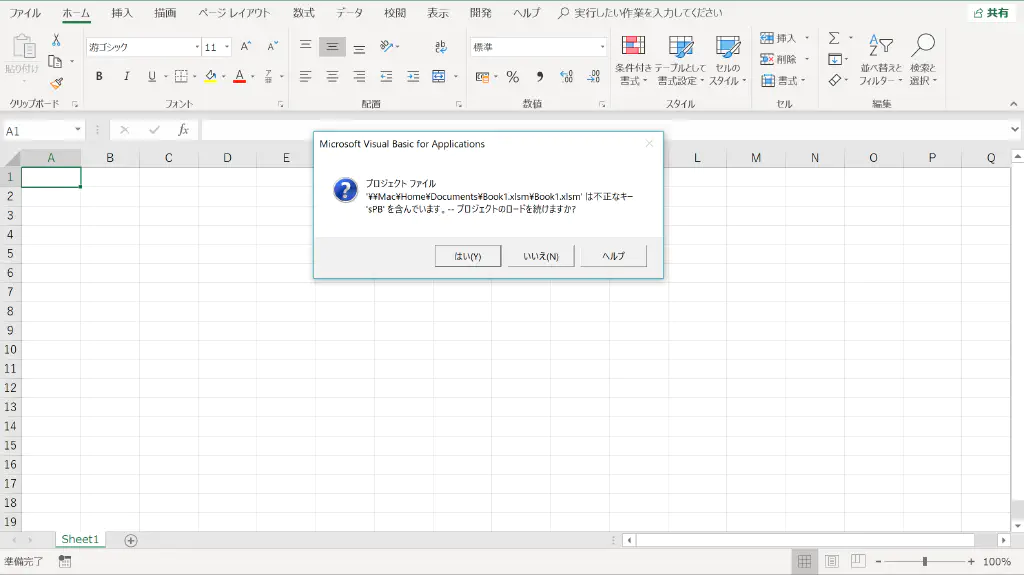 ファイル ホーム 挿入 描画 ページ レイアウト 数式 データ 校閲 表示 開発 ヘルプ 実行したい作業を入力してください 共有
游ゴシック 11 標準
貼り付け
B I U A
条件付き書式 テーブルとして書式設定 セルのスタイル
挿入
削除
書式
並べ替えとフィルター 検索と選択
クリップボード フォント 配置 数値 スタイル セル 編集
A1 fx
A B C D E L M N O P Q
Microsoft Visual Basic for Applications
プロジェクト ファイル
'¥¥Mac¥Home¥Documents¥Book1.xlsm¥Book1.xlsm' は不正なキー
'sPB' を含んでいます。-- プロジェクトのロードを続けますか?
はい(Y) いいえ(N) ヘルプ
1
2
3
4
5
6
7
8
9
10
11
12
13
14
15
16
17
18
19
Sheet1
準備完了 100%